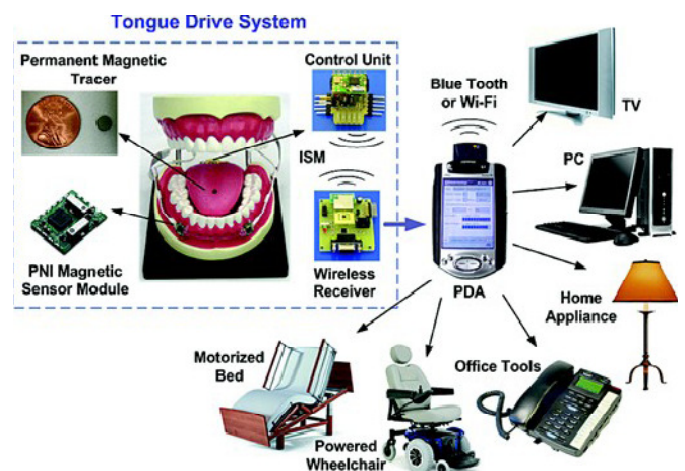 Tongue Drive System
Permanent Magnetic
Tracer
Control Unit
ISM
PNI Magnetic
Sensor Module
Wireless
Receiver
Blue Tooth
or Wi-Fi
PDA
TV
PC
Home
Appliance
Office Tools
Motorized
Bed
Powered
Wheelchair